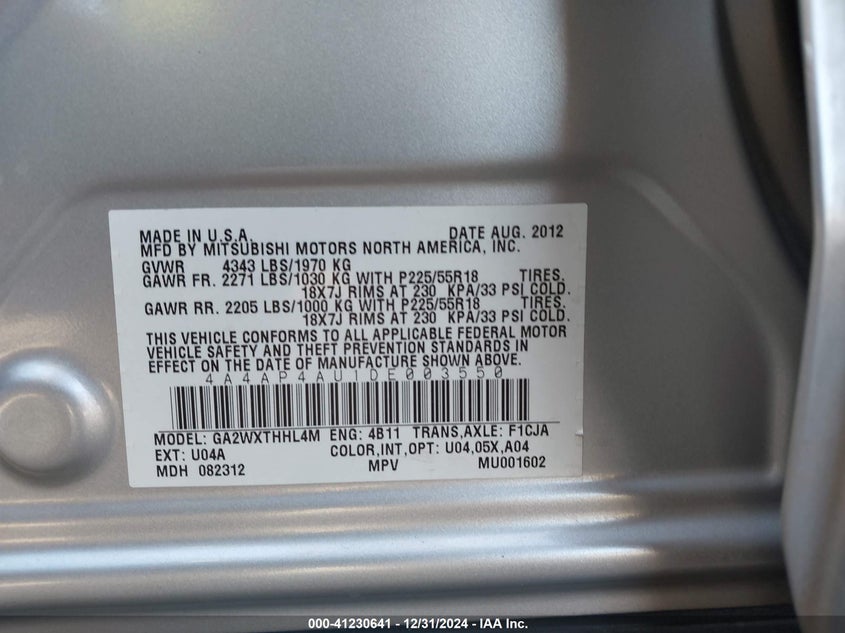 MADE IN U.S.A. DATE AUG. 2012
MFD BY MITSUBISHI MOTORS NORTH AMERICA, INC.
GVWR 4343 LBS/1970 KG
GAWR FR. 2271 LBS/1030 KG WITH P225/55R18 TIRES.
18X7J RIMS AT 230 KPA/33 PSI COLD.
GAWR RR. 2205 LBS/1000 KG WITH P225/55R18 TIRES.
18X7J RIMS AT 230 KPA/33 PSI COLD.
THIS VEHICLE CONFORMS TO ALL APPLICABLE FEDERAL MOTOR
VEHICLE SAFETY AND THEFT PREVENTION STANDARDS IN
EFFECT ON THE DATE OF MANUFACTURE SHOWN ABOVE.
4A4AP4AU1DE003550
MODEL: GA2WXTHHL4M ENG: 4B11 TRANS,AXLE: F1CJA
EXT: U04A COLOR,INT,OPT: U04,05X,A04
MDH 082312 MPV MU001602
000-41230641 - 12/31/2024 - IAA Inc.